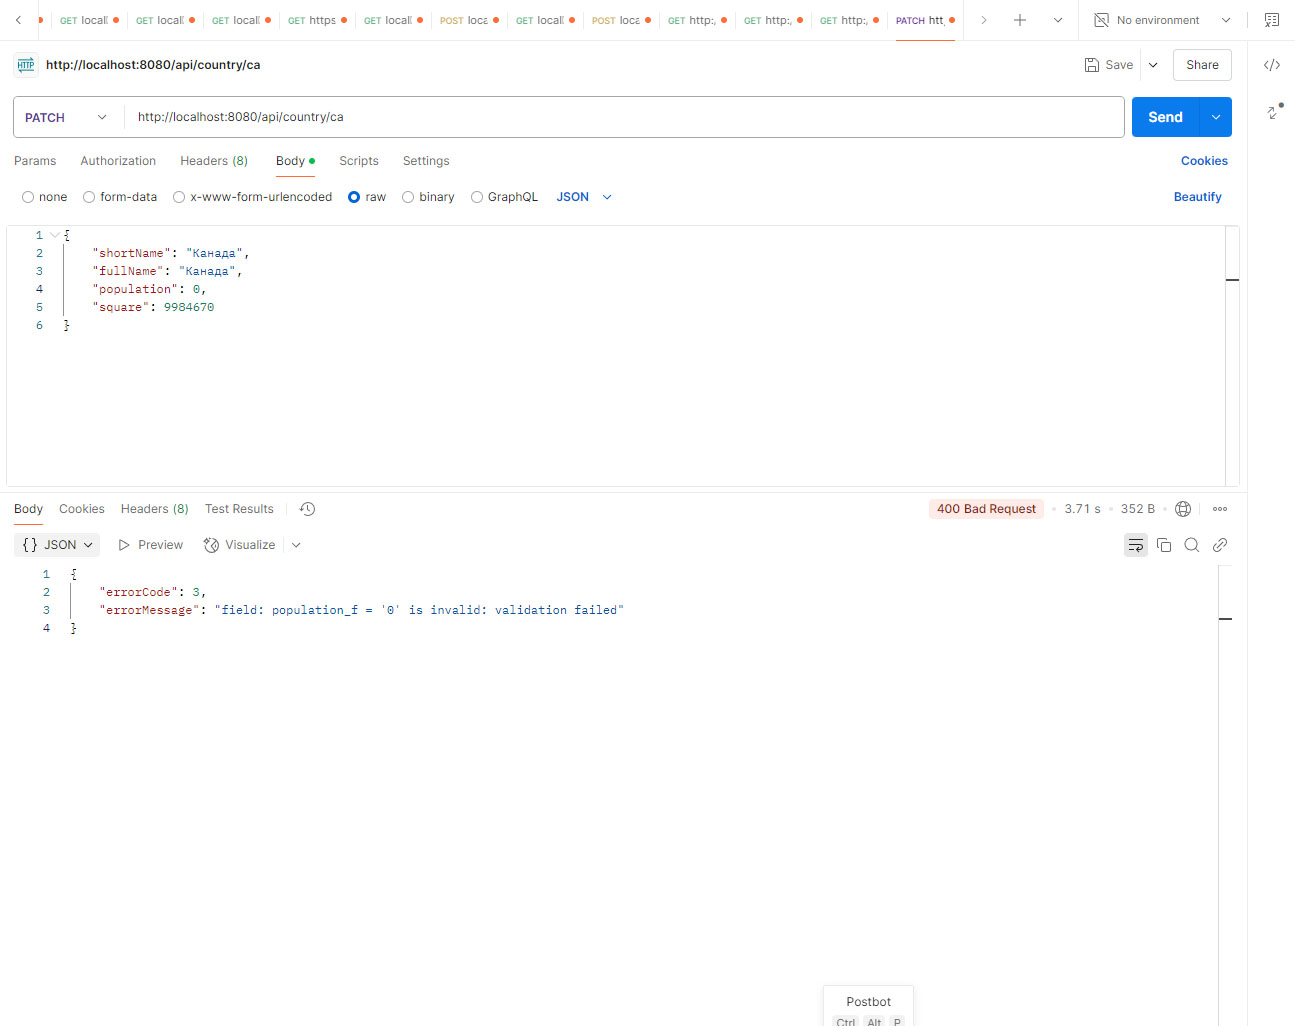 GET locall GET locall GET locall GET https GET locall POST loca GET locall POST loca GET http:, GET http:, GET http:, PATCH htt, No environment
HTTP http://localhost:8080/api/country/ca Save Share
PATCH http://localhost:8080/api/country/ca Send
Params Authorization Headers (8) Body Scripts Settings Cookies
none form-data x-www-form-urlencoded raw binary GraphQL JSON Beautify
1 {
2 "shortName": "Канада",
3 "fullName": "Канада",
4 "population": 0,
5 "square": 9984670
6 }
Body Cookies Headers (8) Test Results 400 Bad Request 3.71 s 352 B
{} JSON Preview Visualize
1 {
2 "errorCode": 3,
3 "errorMessage": "field: population_f = '0' is invalid: validation failed"
4 }
Postbot
Ctrl Alt P